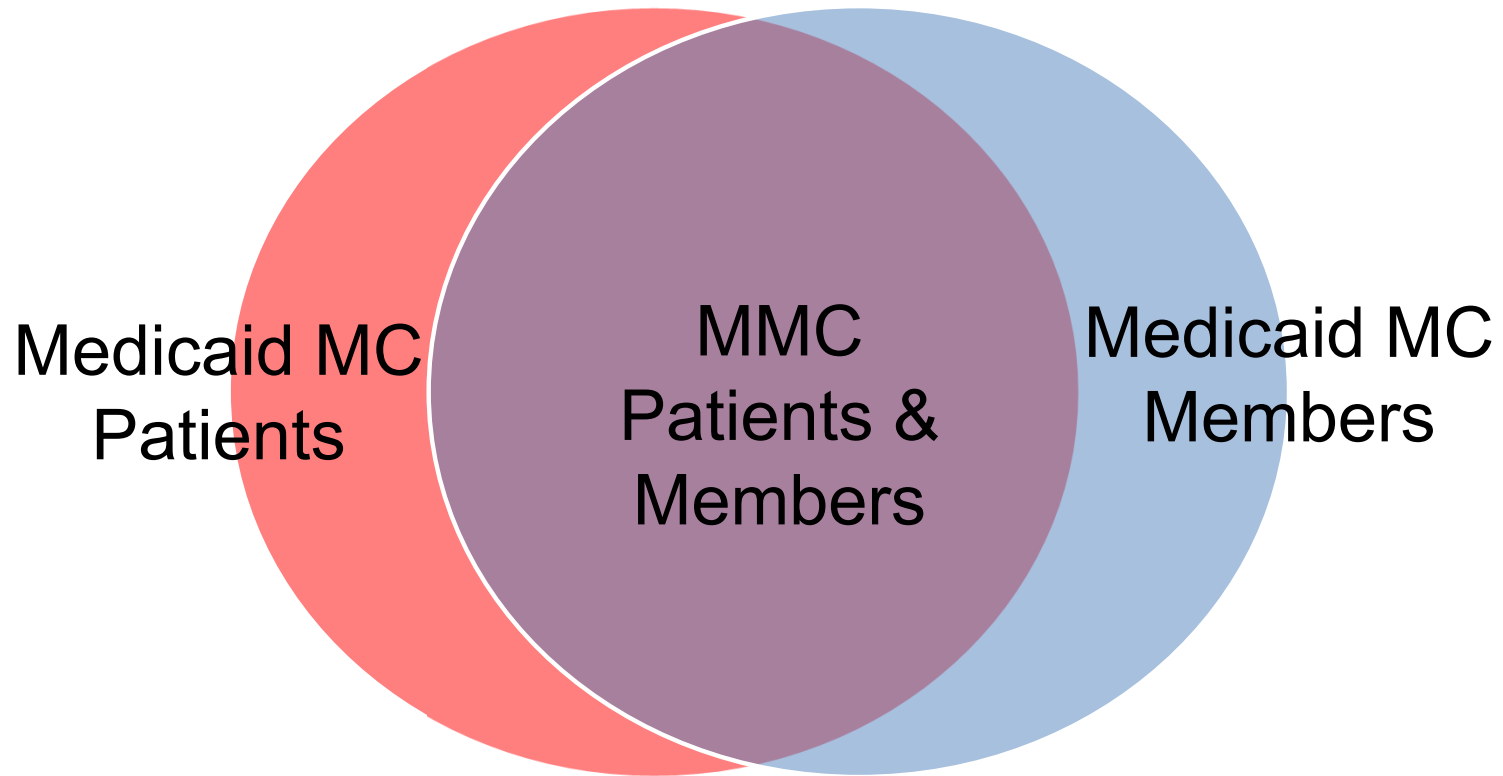 Medicaid MC
Patients
MMC
Patients &
Members
Medicaid MC
Members